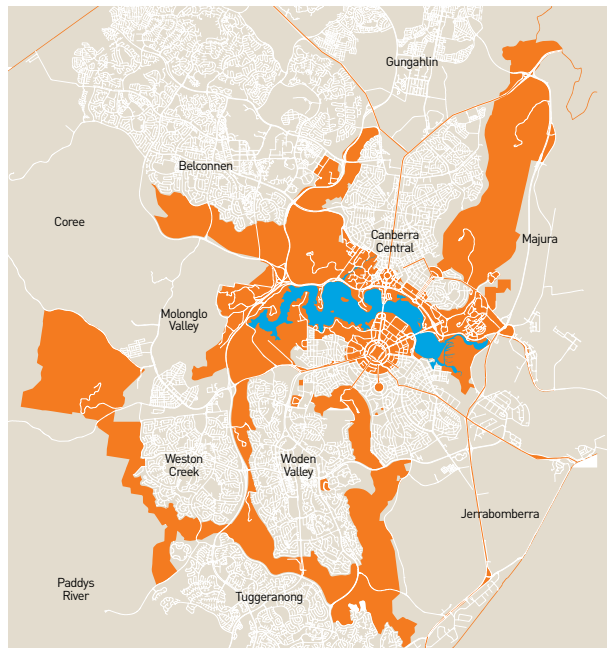 Gungahlin
Belconnen
Coree
Canberra
Central
Majura
Molonglo
Valley
Weston
Creek
Woden
Valley
Jerrabomberra
Paddys
River
Tuggeranong